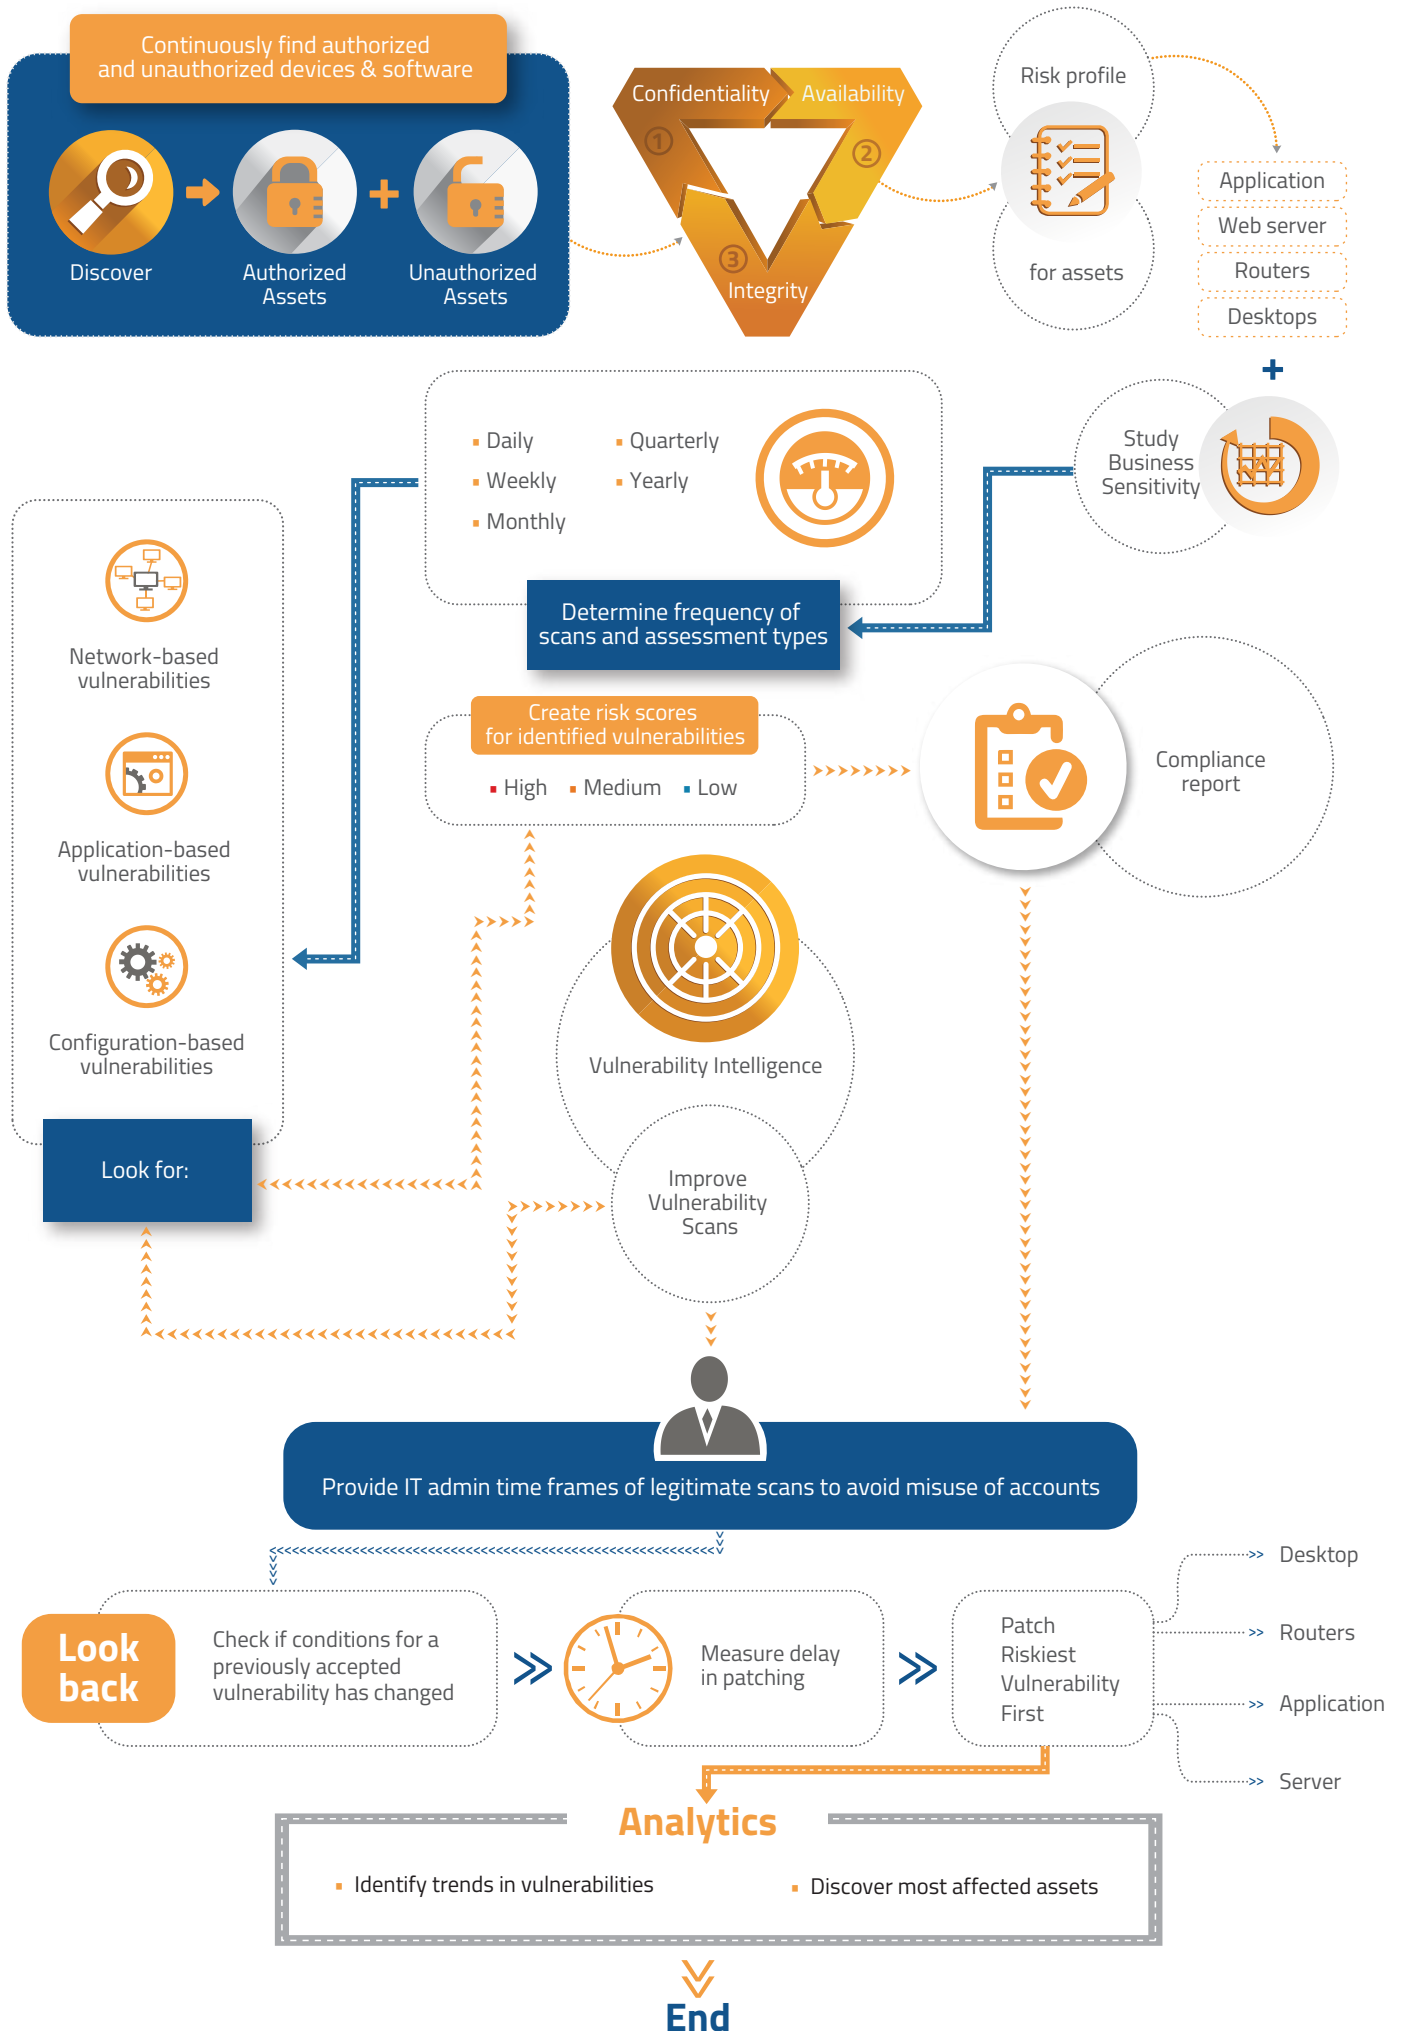 Continuously find authorized
and unauthorized devices & software
Discover
Authorized
Assets
Unauthorized
Assets
Confidentiality
Availability
1
2
3
Integrity
Risk profile
for assets
Application
Web server
Routers
Desktops
Study
Business
Sensitivity
Daily
Weekly
Monthly
Quarterly
Yearly
Determine frequency of
scans and assessment types
Network-based
vulnerabilities
Application-based
vulnerabilities
Configuration-based
vulnerabilities
Look for:
Create risk scores
for identified vulnerabilities
High
Medium
Low
Compliance
report
Vulnerability Intelligence
Improve
Vulnerability
Scans
Provide IT admin time frames of legitimate scans to avoid misuse of accounts
Look
back
Check if conditions for a
previously accepted
vulnerability has changed
Measure delay
in patching
Patch
Riskiest
Vulnerability
First
Desktop
Routers
Application
Server
Analytics
Identify trends in vulnerabilities
Discover most affected assets
End